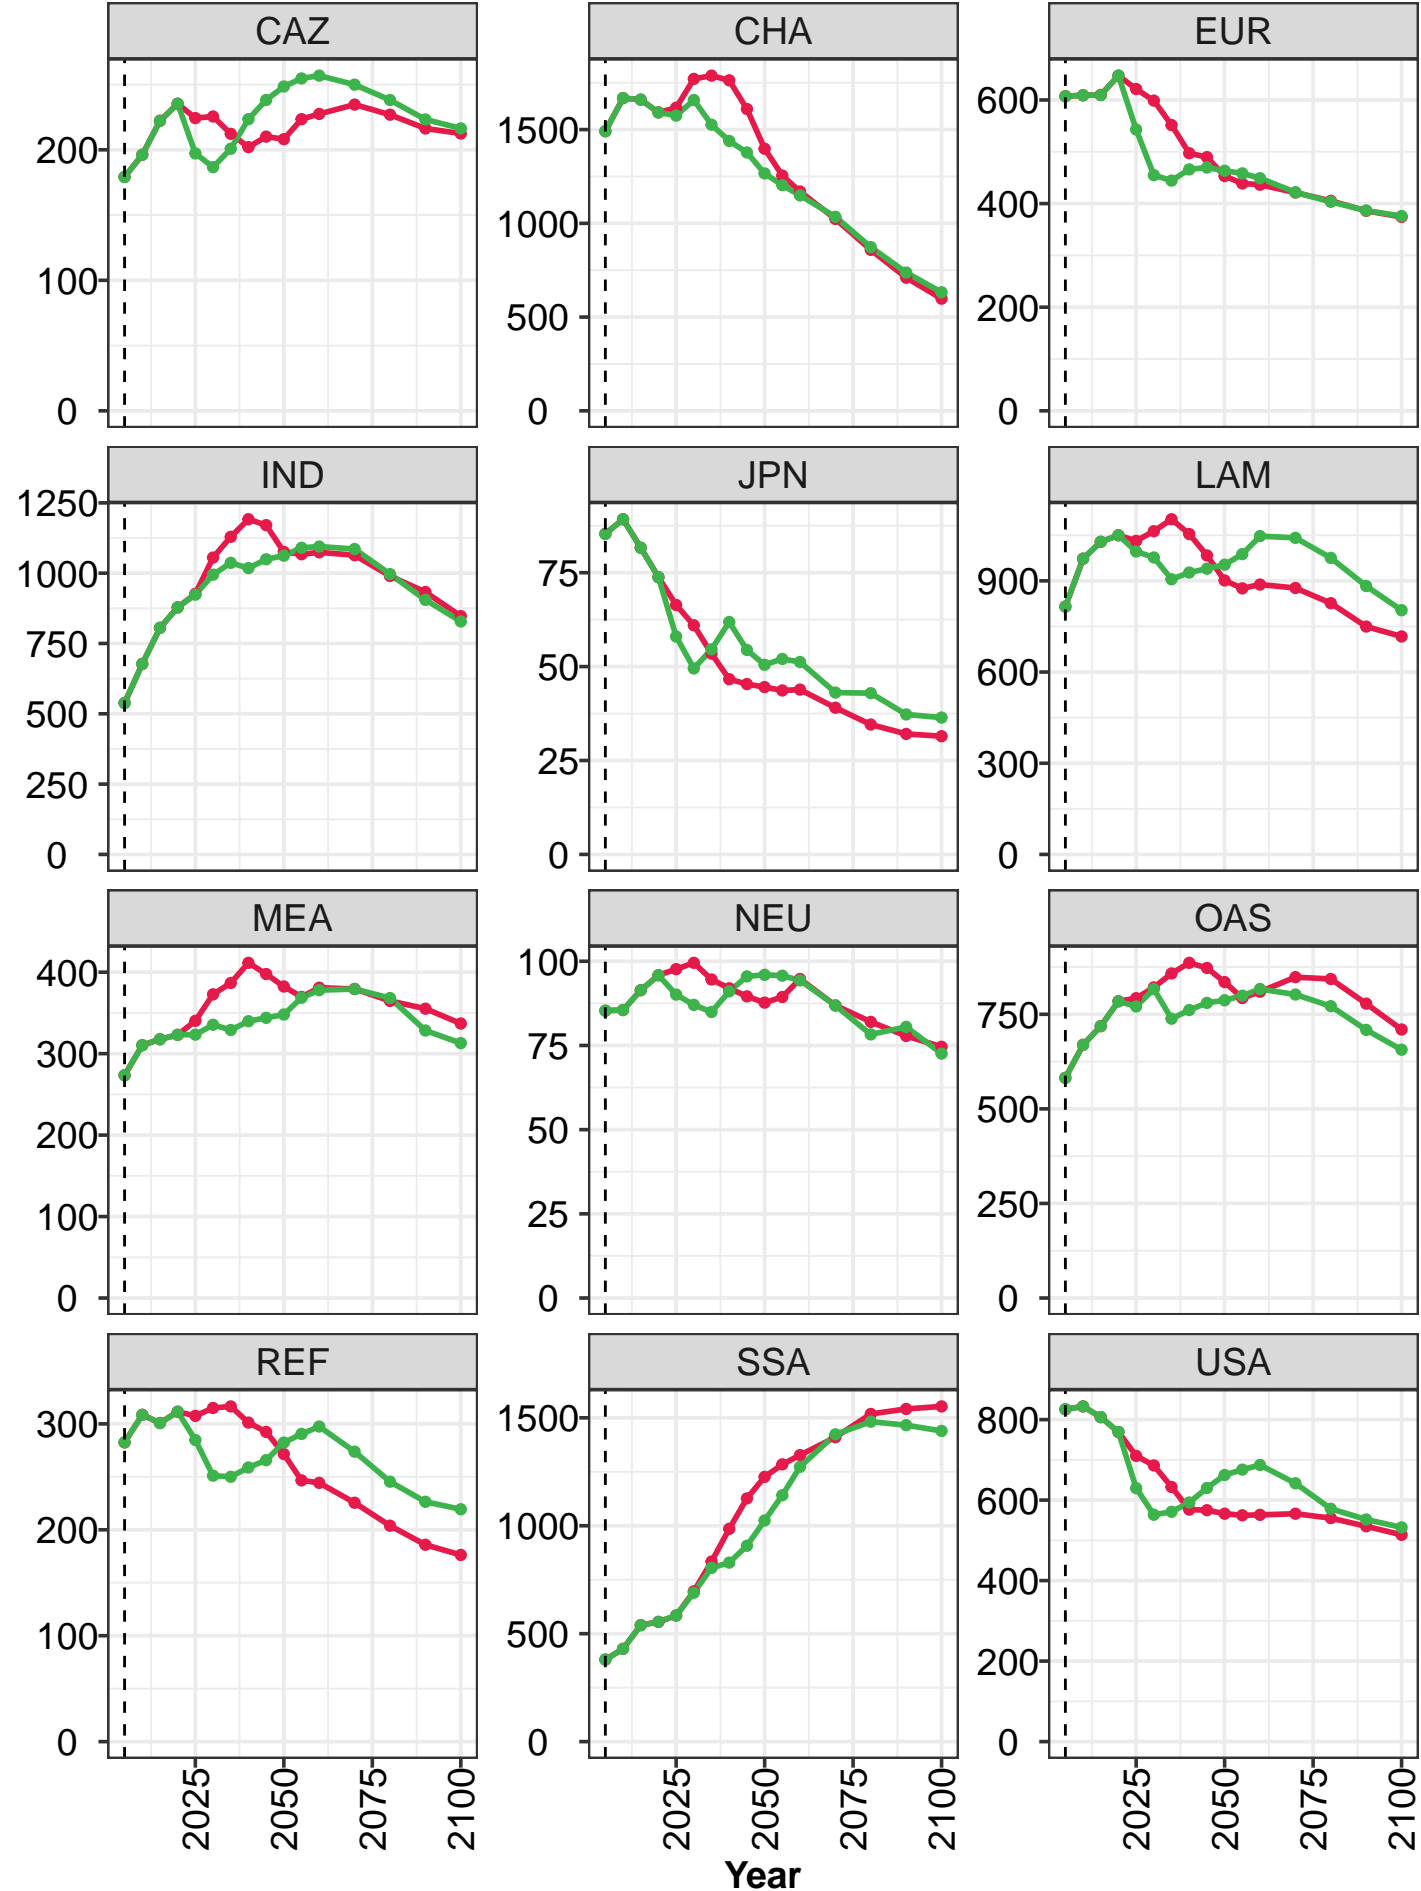 CAZ CHA EUR
200 1500 600
100 1000 400
500 200
0 0 0
IND JPN LAM
1250
1000 75 900
750 50 600
500
250 25 300
0 0 0
MEA NEU OAS
400 100 750
300 75
200 50 500
100 25 250
0 0 0
REF SSA USA
300 1500 800
200 1000 600
400
100 500 200
0 0 0
2025 2050 2075 2100 2025 2050 2075 2100 2025 2050 2075 2100
Year